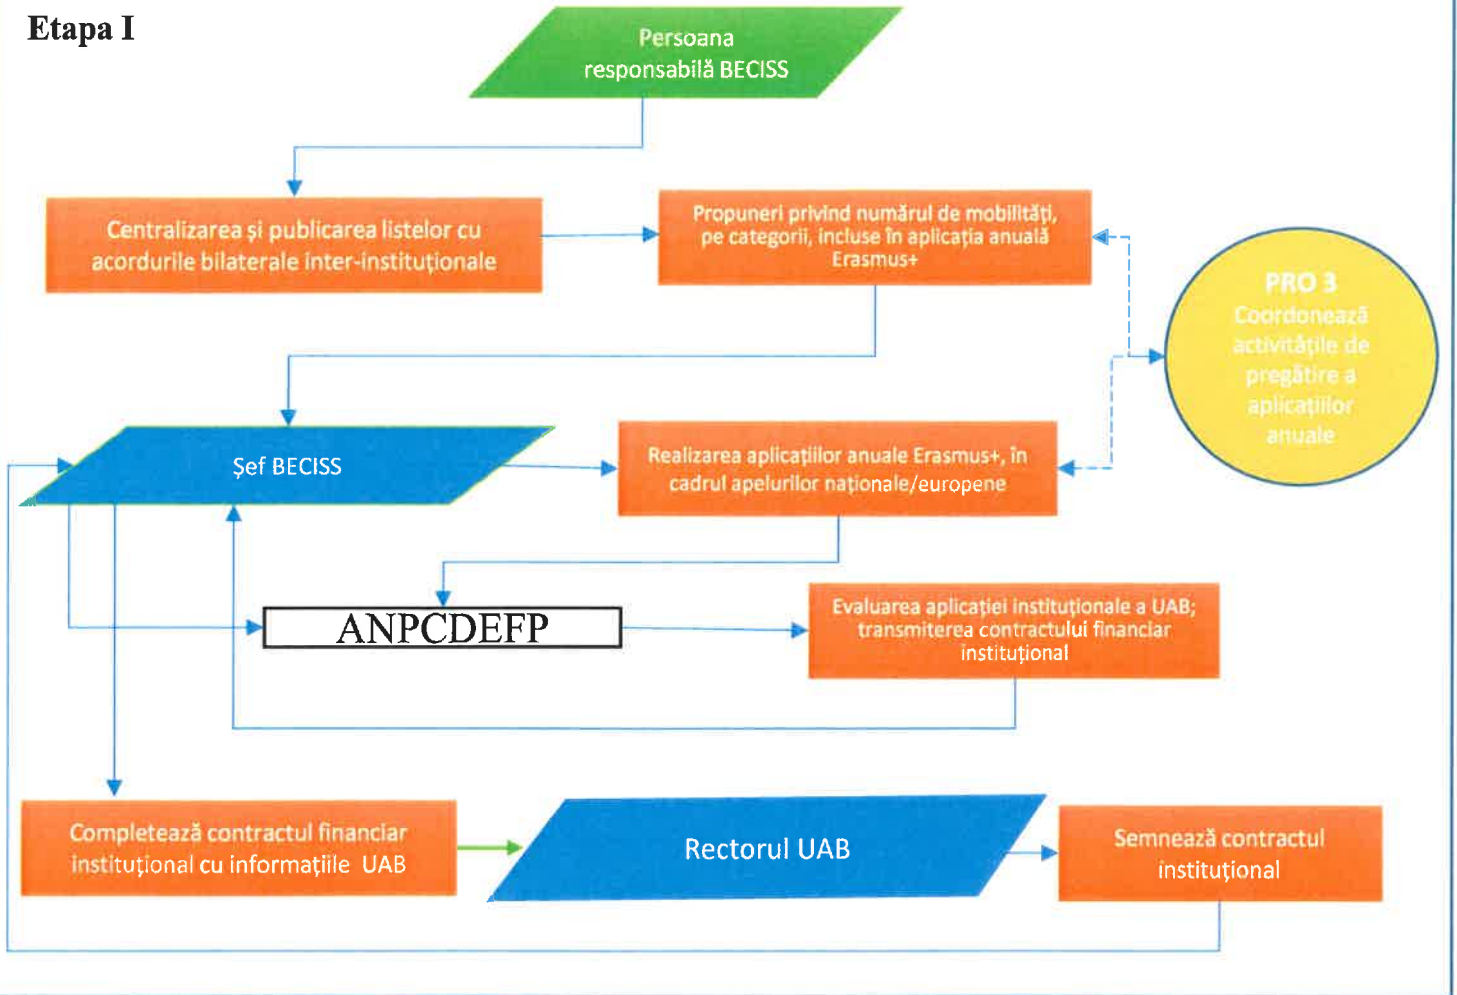 Etapa I
Persoana
responsabilă BECISS
Centralizarea și publicarea listelor cu
acordurile bilaterale inter-instituționale
Propuneri privind numărul de mobilități,
pe categorii, incluse în aplicația anuală
Erasmus+
PRO 3
Coordonează
activitățile de
pregătire a
aplicațiilor
anuale
Șef BECISS
Realizarea aplicațiilor anuale Erasmus+, în
cadrul apelurilor naționale/europene
ANPCDEFP
Evaluarea aplicației instituționale a UAB;
transmiterea contractului financiar
instituțional
Completează contractul financiar
instituțional cu informațiile UAB
Rectorul UAB
Semnează contractul
instituțional